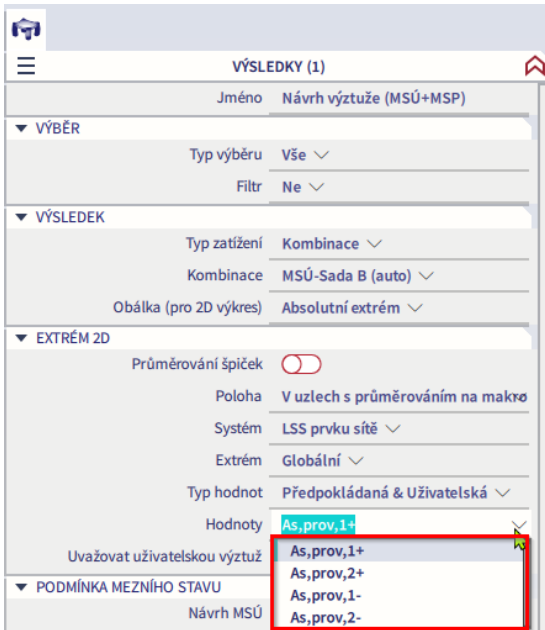 VÝSLEDKY (1)
Jméno Návrh výztuže (MSÚ+MSP)
VÝBĚR
Typ výběru Vše
Filtr Ne
VÝSLEDEK
Typ zatížení Kombinace
Kombinace MSÚ-Sada B (auto)
Obálka (pro 2D výkres) Absolutní extrém
EXTRÉM 2D
Průměrování špiček
Poloha V uzlech s průměrováním na makro
Systém LSS prvku sítě
Extrém Globální
Typ hodnot Předpokládaná & Uživatelská
Hodnoty As,prov,1+
As,prov,1+
Uvažovat uživatelskou výztuž As,prov,2+
PODMÍNKA MEZNÍHO STAVU As,prov,1-
Návrh MSÚ As,prov,2-